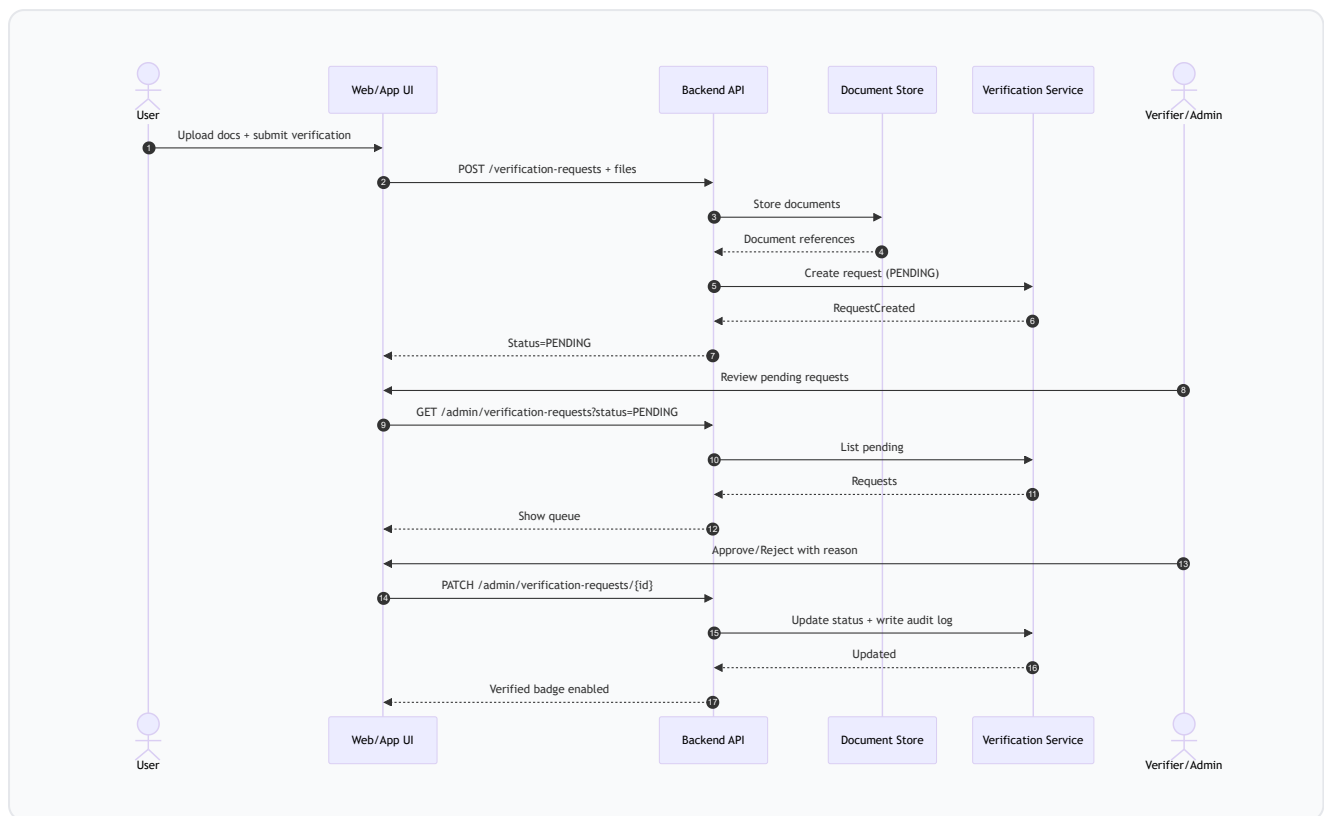 Web/App UI
Backend API
Document Store
Verification Service
User
Verifier/Admin
Upload docs + submit verification
1
POST /verification-requests + files
2
Store documents
3
Document references
4
Create request (PENDING)
5
RequestCreated
6
Status=PENDING
7
Review pending requests
8
GET /admin/verification-requests?status=PENDING
9
List pending
10
Requests
11
Show queue
12
Approve/Reject with reason
13
PATCH /admin/verification-requests/{id}
14
Update status + write audit log
15
Updated
16
Verified badge enabled
17
Web/App UI
Backend API
Document Store
Verification Service
User
Verifier/Admin